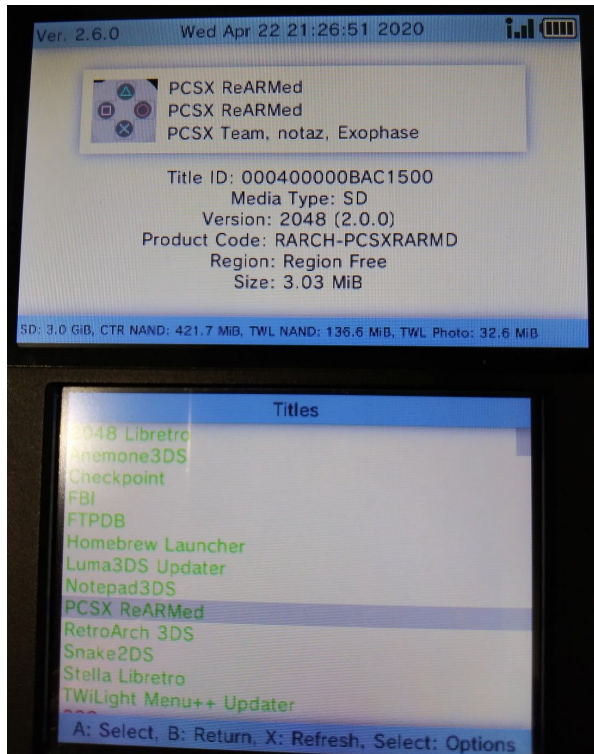 Ver. 2.6.0 Wed Apr 22 21:26:51 2020
PCSX ReARMed
PCSX ReARMed
PCSX Team, notaz, Exophase
Title ID: 000400000BAC1500
Media Type: SD
Version: 2048 (2.0.0)
Product Code: RARCH-PCSXRARMD
Region: Region Free
Size: 3.03 MiB
SD: 3.0 GiB, CTR NAND: 421.7 MiB, TWL NAND: 136.6 MiB, TWL Photo: 32.6 MiB
Titles
2048 Libretro
Anemone3DS
Checkpoint
FBI
FTPDB
Homebrew Launcher
Luma3DS Updater
Notepad3DS
PCSX ReARMed
RetroArch 3DS
Snake2DS
Stella Libretro
TWiLight Menu++ Updater
A: Select, B: Return, X: Refresh, Select: Options